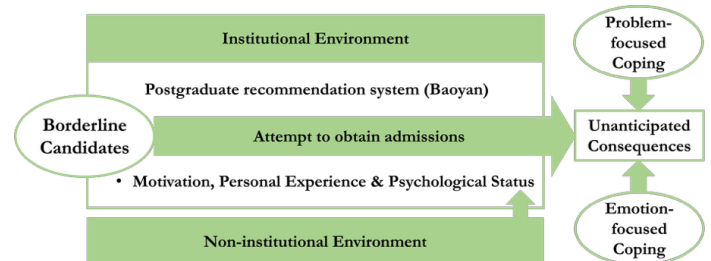 Institutional Environment
Postgraduate recommendation system (Baoyan)
Borderline
Candidates
Attempt to obtain admissions
• Motivation, Personal Experience & Psychological Status
Non-institutional Environment
Problem-
focused
Coping
Unanticipated
Consequences
Emotion-
focused
Coping